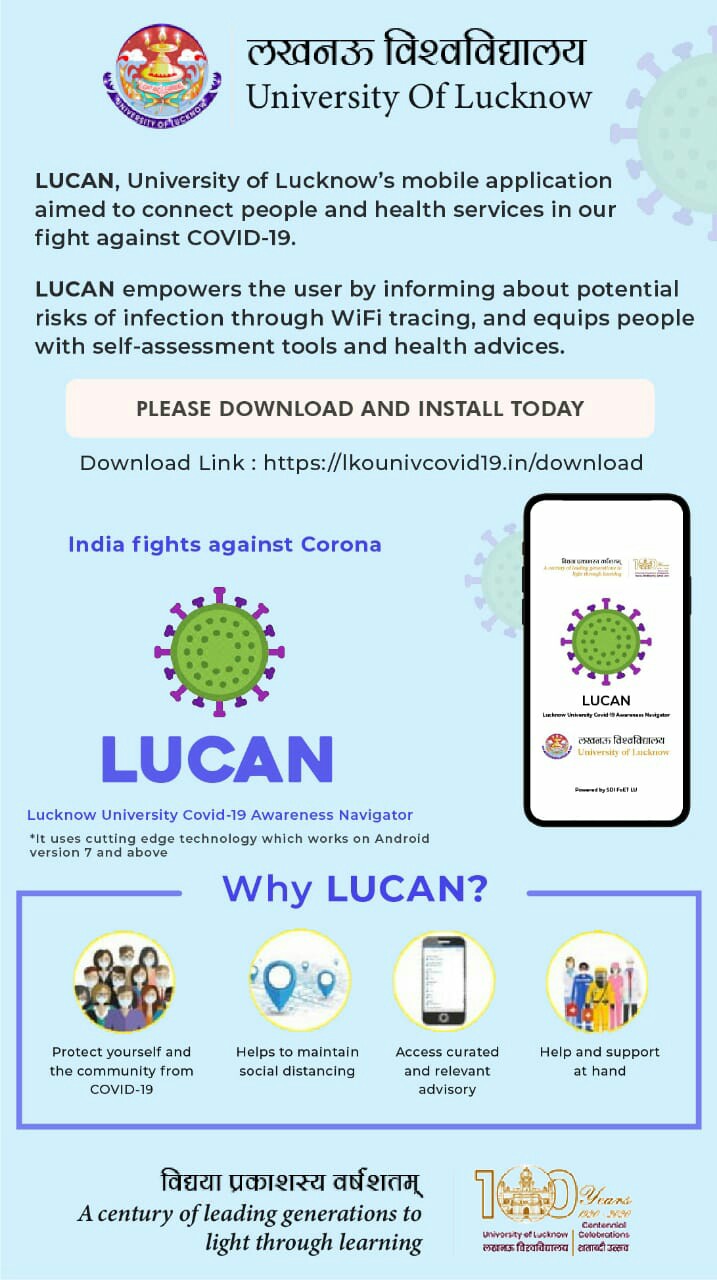 लखनऊ विश्वविद्यालय
University Of Lucknow
UNIVERSITY OF LUCKNOW
LUCAN, University of Lucknow's mobile application
aimed to connect people and health services in our
fight against COVID-19.
LUCAN empowers the user by informing about potential
risks of infection through WiFi tracing, and equips people
with self-assessment tools and health advices.
PLEASE DOWNLOAD AND INSTALL TODAY
Download Link : https://lkounivcovid19.in/download
India fights against Corona
LUCAN
Lucknow University Covid-19 Awareness Navigator
*It uses cutting edge technology which works on Android
version 7 and above
विद्यया प्रकाशस्य वर्षशतम्
A century of leading generations to
light through learning
LUCAN
Lucknow University Covid 19 Awareness Navigator
लखनऊ विश्वविद्यालय
University of Lucknow
Powered by SDI FoET LU
Why LUCAN?
Protect yourself and
the community from
COVID-19
Helps to maintain
social distancing
Access curated
and relevant
advisory
Help and support
at hand
विद्यया प्रकाशस्य वर्षशतम्
A century of leading generations to
light through learning
100 Years
1920-2020
Centennial
University of Lucknow Celebrations
लखनऊ विश्वविद्यालय शताब्दी उत्सव